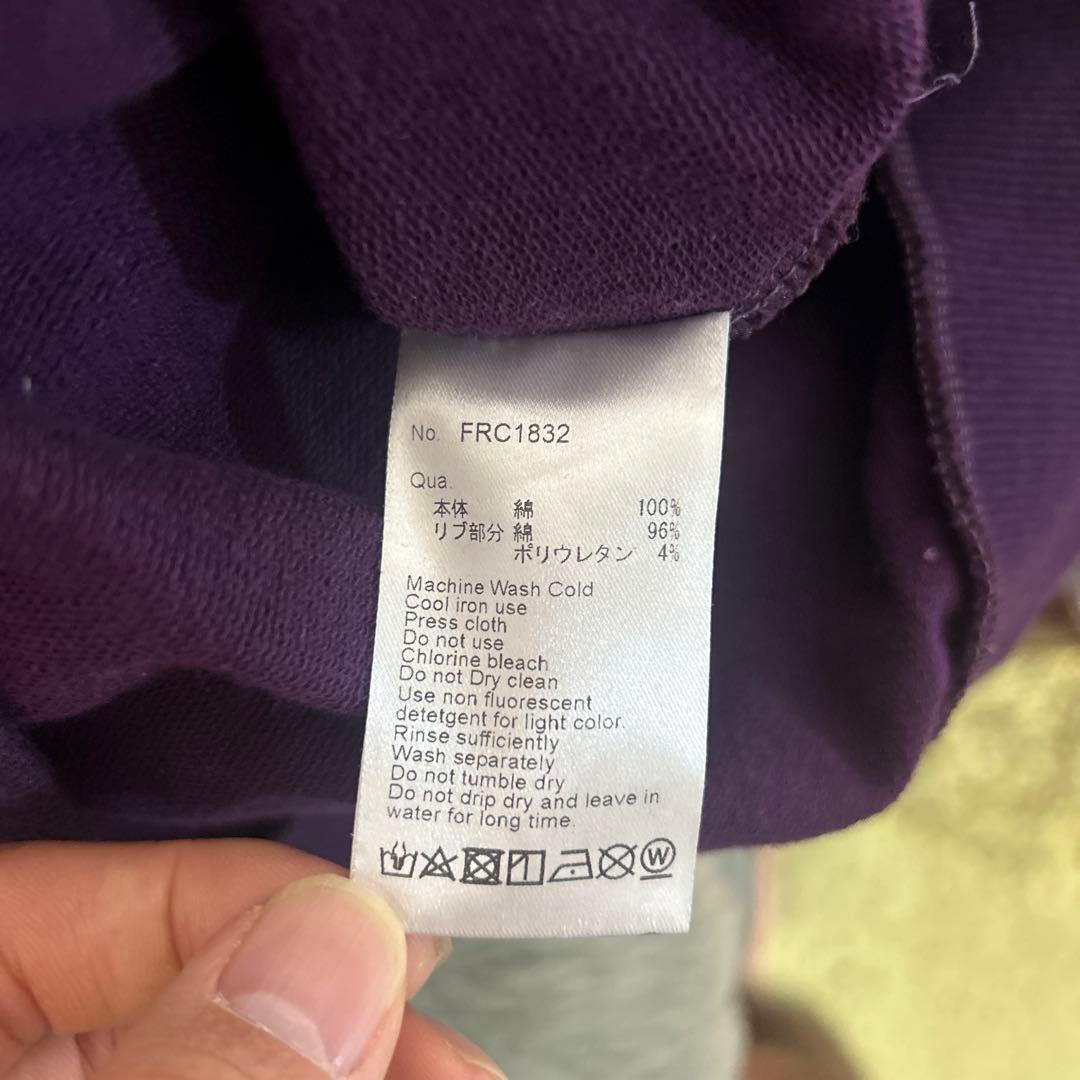 No. FRC1832
Qua.
本体 綿 100%
リブ部分 綿 96%
ポリウレタン 4%
Machine Wash Cold
Cool iron use
Press cloth
Do not use
Chlorine bleach
Do not Dry clean
Use non fluorescent
detetgent for light color.
Rinse sufficiently
Wash separately
Do not tumble dry
Do not drip dry and leave in
water for long time.
W